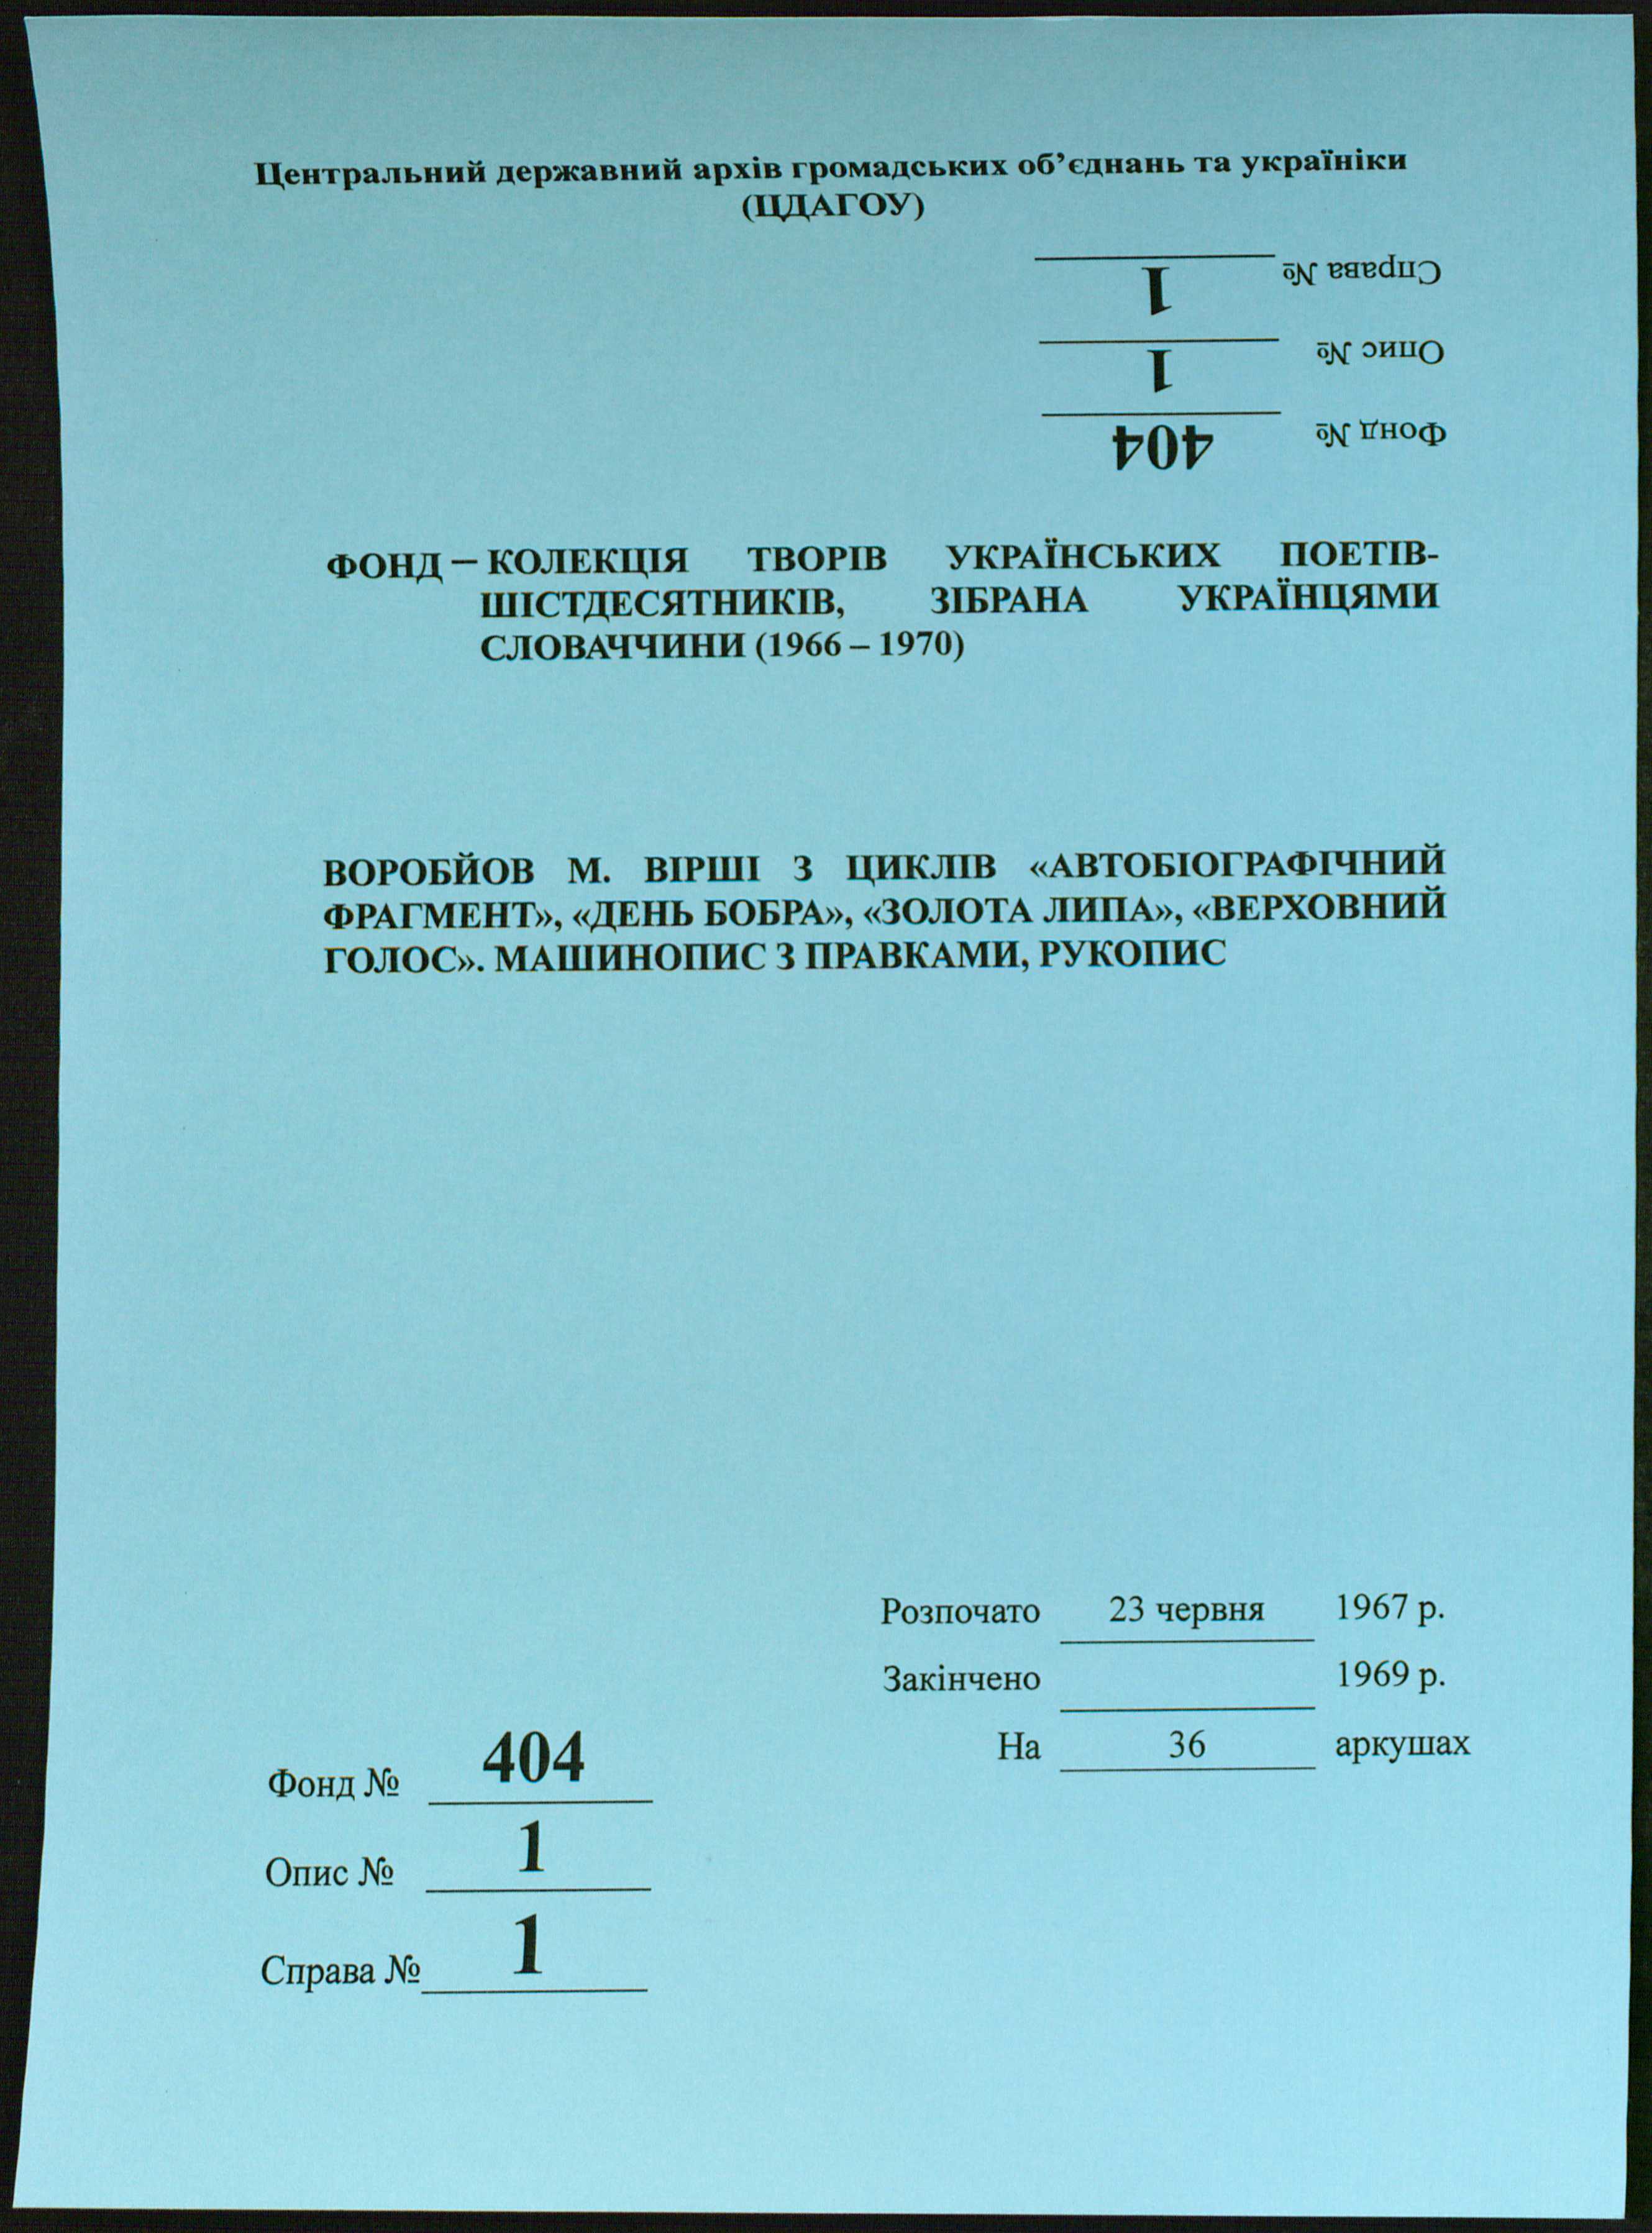 Центральний державний архів громадських об’єднань та україніки
(ЦДАГОУ)
Справа № 1
Опис № 1
Фонд № 404
ФОНД – КОЛЕКЦІЯ ТВОРІВ УКРАЇНСЬКИХ ПОЕТІВ-
ШІСТДЕСЯТНИКІВ, ЗІБРАНА УКРАЇНЦЯМИ
СЛОВАЧЧИНИ (1966 – 1970)
ВОРОБЙОВ М. ВІРШІ З ЦИКЛІВ «АВТОБІОГРАФІЧНИЙ
ФРАГМЕНТ», «ДЕНЬ БОБРА», «ЗОЛОТА ЛИПА», «ВЕРХОВНИЙ
ГОЛОС». МАШИНОПИС З ПРАВКАМИ, РУКОПИС
Розпочато 23 червня 1967 р.
Закінчено 1969 р.
На 36 аркушах
Фонд № 404
Опис № 1
Справа № 1